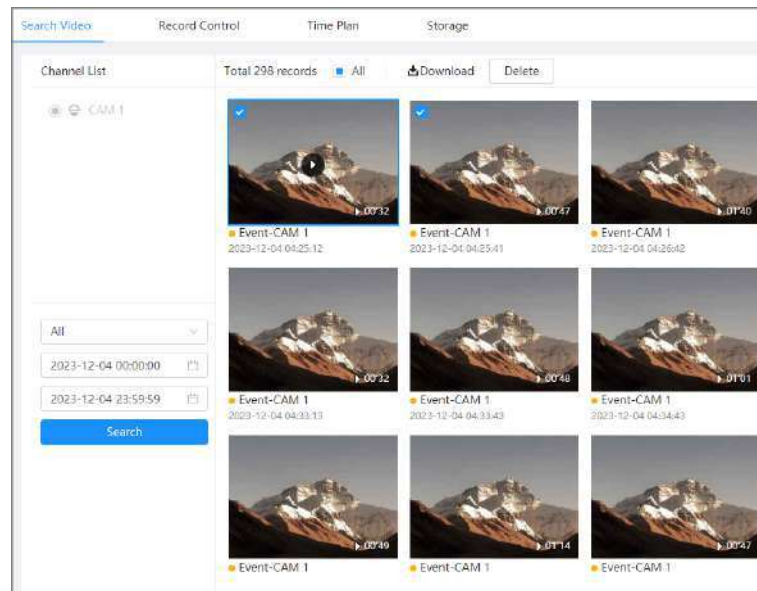 Search Video Record Control Time Plan Storage
Channel List
Total 298 records All Download Delete
CAM 1
00:32 00:47 01:40
Event-CAM 1 Event-CAM 1 Event-CAM 1
2023-12-04 04:25:12 2023-12-04 04:25:41 2023-12-04 04:26:42
All
2023-12-04 00:00:00
2023-12-04 23:59:59
Search
00:32 00:48 01:01
Event-CAM 1 Event-CAM 1 Event-CAM 1
2023-12-04 04:33:13 2023-12-04 04:33:43 2023-12-04 04:34:43
00:49 01:14 00:47
Event-CAM 1 Event-CAM 1 Event-CAM 1